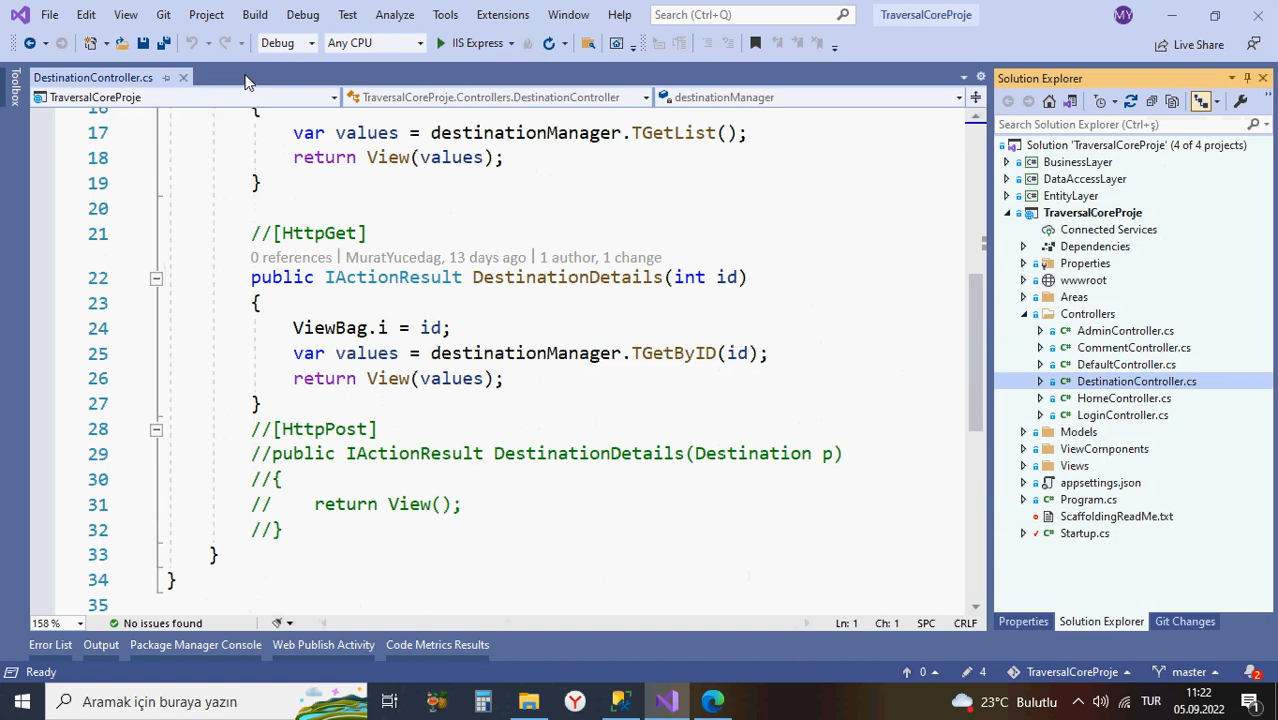 File Edit View Git Project Build Debug Test Analyze Tools Extensions Window Help Search (Ctrl+Q) TraversalCoreProje MY
Debug Any CPU IIS Express Live Share
DestinationController.cs
TraversalCoreProje TraversalCoreProje.Controllers.DestinationController destinationManager
Toolbox
16 {
17 var values = destinationManager.TGetList();
18 return View(values);
19 }
20
21 //[HttpGet]
0 references | MuratYucedag, 13 days ago | 1 author, 1 change
22 public IActionResult DestinationDetails(int id)
23 {
24 ViewBag.i = id;
25 var values = destinationManager.TGetByID(id);
26 return View(values);
27 }
28 //[HttpPost]
29 //public IActionResult DestinationDetails(Destination p)
30 //{
31 // return View();
32 //}
33 }
34 }
35
158 % No issues found Ln: 1 Ch: 1 SPC CRLF
Solution Explorer
Search Solution Explorer (Ctrl+ş)
Solution 'TraversalCoreProje' (4 of 4 projects)
BusinessLayer
DataAccessLayer
EntityLayer
TraversalCoreProje
Connected Services
Dependencies
Properties
wwwroot
Areas
Controllers
AdminController.cs
CommentController.cs
DefaultController.cs
DestinationController.cs
HomeController.cs
LoginController.cs
Models
ViewComponents
Views
appsettings.json
Program.cs
ScaffoldingReadMe.txt
Startup.cs
Properties Solution Explorer Git Changes
Error List Output Package Manager Console Web Publish Activity Code Metrics Results
Ready 0 4 TraversalCoreProje master 2
Aramak için buraya yazın 23°C Bulutlu TUR 11:22
05.09.2022 1